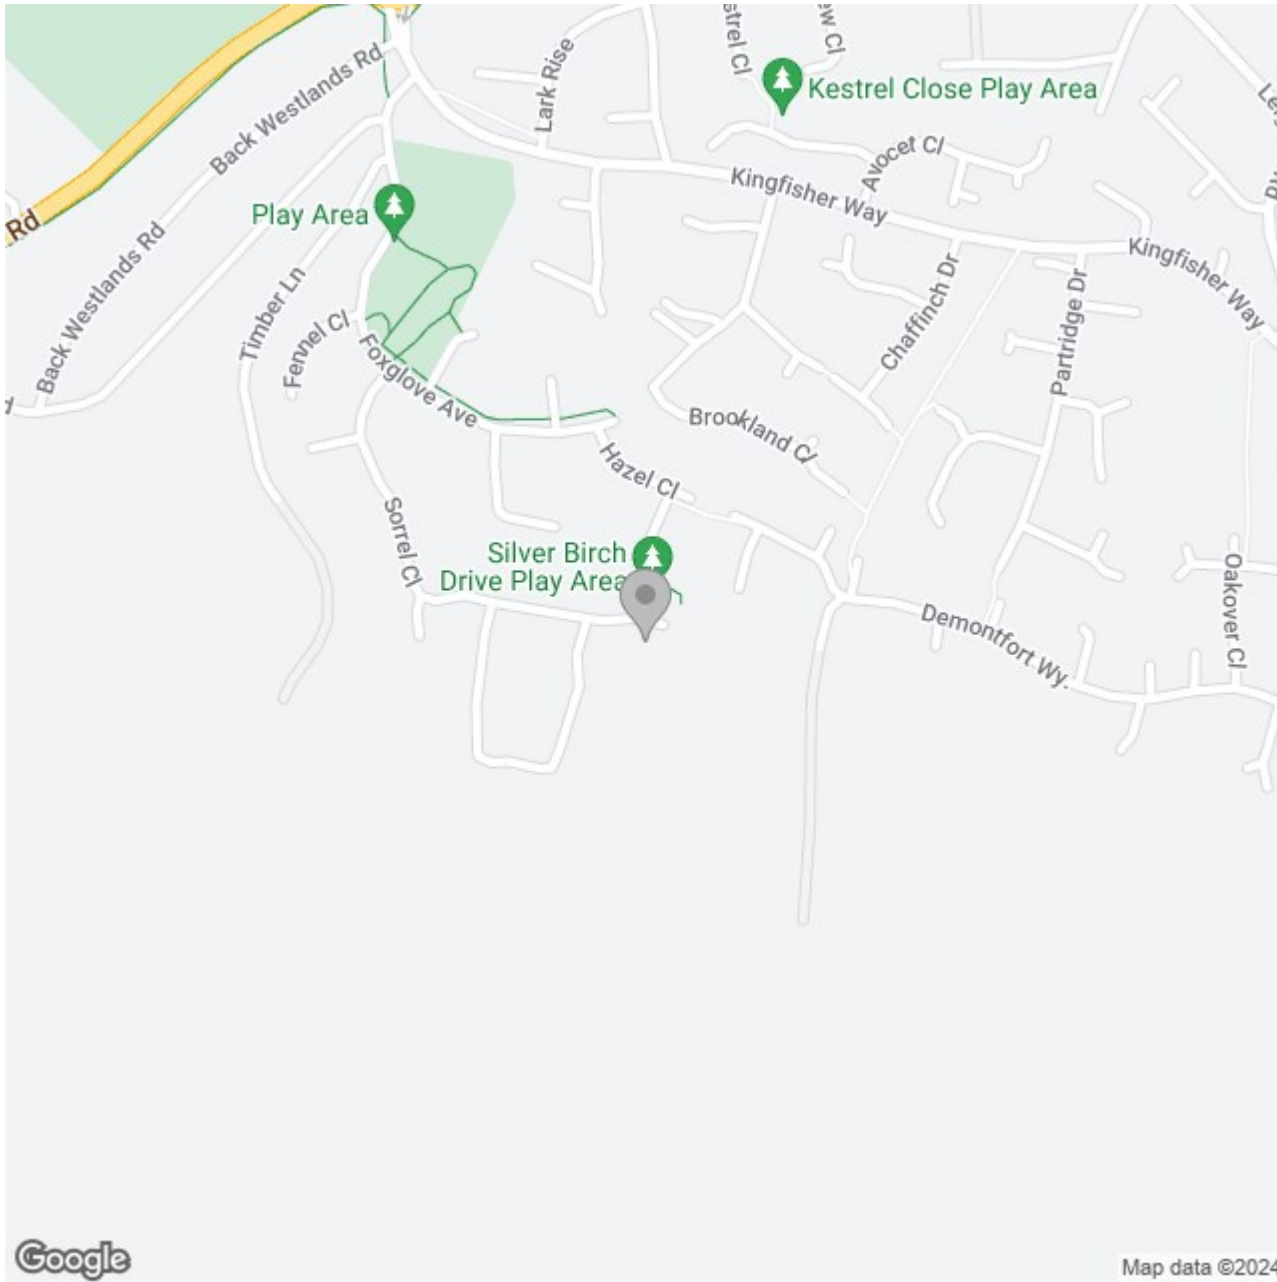 strel Cl
ew Cl
Lark Rise
Back Westlands Rd
Kestrel Close Play Area
Avocet Cl
Kingfisher Way
Play Area
Rd
Back Westlands Rd
Timber Ln
Fennel Cl
Foxglove Ave
Chaffinch Dr
Partridge Dr
Kingfisher Way
Brookland Cl
Hazel Cl
Sorrel Cl
Silver Birch
Drive Play Area
Demontfort Wy.
Oakover Cl
Google
Map data ©2024